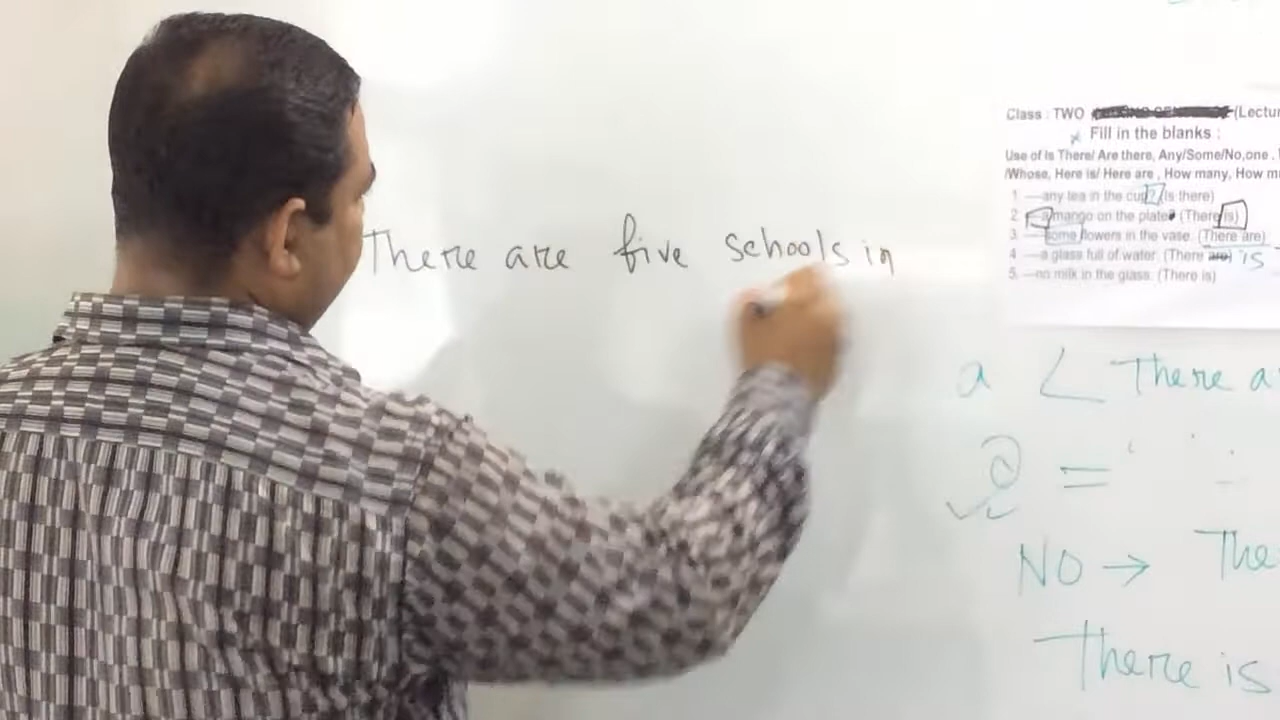 There are five schools in
Class : TWO (Lectur
Fill in the blanks :
Use of Is There/ Are there, Any/Some/No,one ,
/Whose, Here is/ Here are , How many, How m
1. —any tea in the cup? (Is there)
2. —a mango on the plate (There is)
3. —some flowers in the vase. (There are)
4. —a glass full of water. (There are) is
5. —no milk in the glass. (There is)
a ∠ There a
=
NO → The
There is